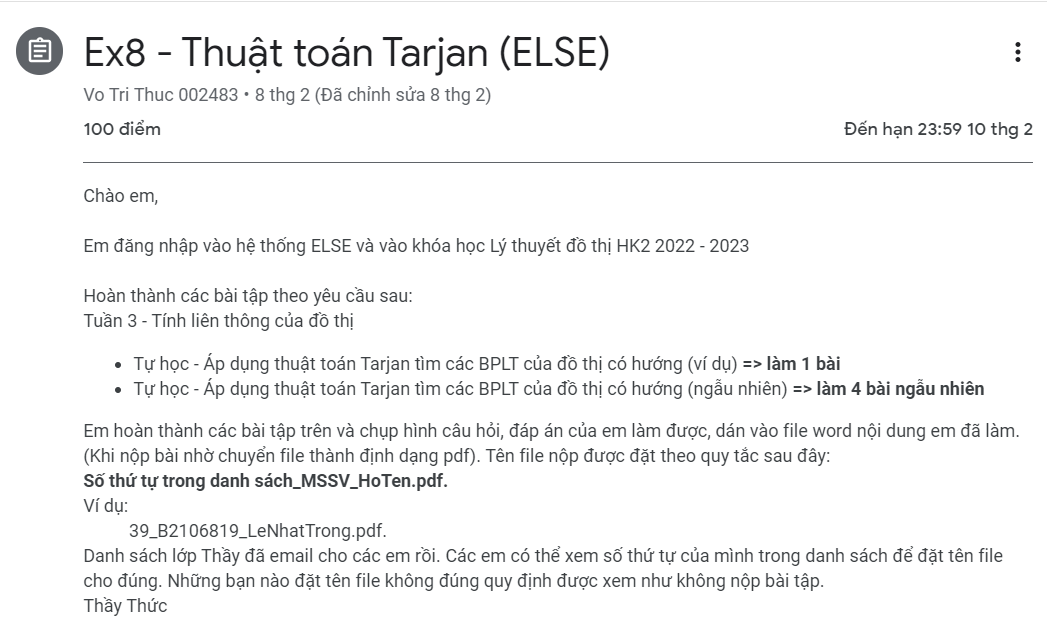 Ex8 - Thuật toán Tarjan (ELSE)
Vo Tri Thuc 002483 • 8 thg 2 (Đã chỉnh sửa 8 thg 2)
100 điểm
Đến hạn 23:59 10 thg 2
Chào em,
Em đăng nhập vào hệ thống ELSE và vào khóa học Lý thuyết đồ thị HK2 2022 - 2023
Hoàn thành các bài tập theo yêu cầu sau:
Tuần 3 - Tính liên thông của đồ thị
• Tự học - Áp dụng thuật toán Tarjan tìm các BPLT của đồ thị có hướng (ví dụ) => làm 1 bài
• Tự học - Áp dụng thuật toán Tarjan tìm các BPLT của đồ thị có hướng (ngẫu nhiên) => làm 4 bài ngẫu nhiên
Em hoàn thành các bài tập trên và chụp hình câu hỏi, đáp án của em làm được, dán vào file word nội dung em đã làm.
(Khi nộp bài nhờ chuyển file thành định dạng pdf). Tên file nộp được đặt theo quy tắc sau đây:
Số thứ tự trong danh sách_MSSV_HoTen.pdf.
Ví dụ:
39_B2106819_LeNhatTrong.pdf.
Danh sách lớp Thầy đã email cho các em rồi. Các em có thể xem số thứ tự của mình trong danh sách để đặt tên file
cho đúng. Những bạn nào đặt tên file không đúng quy định được xem như không nộp bài tập.
Thầy Thức